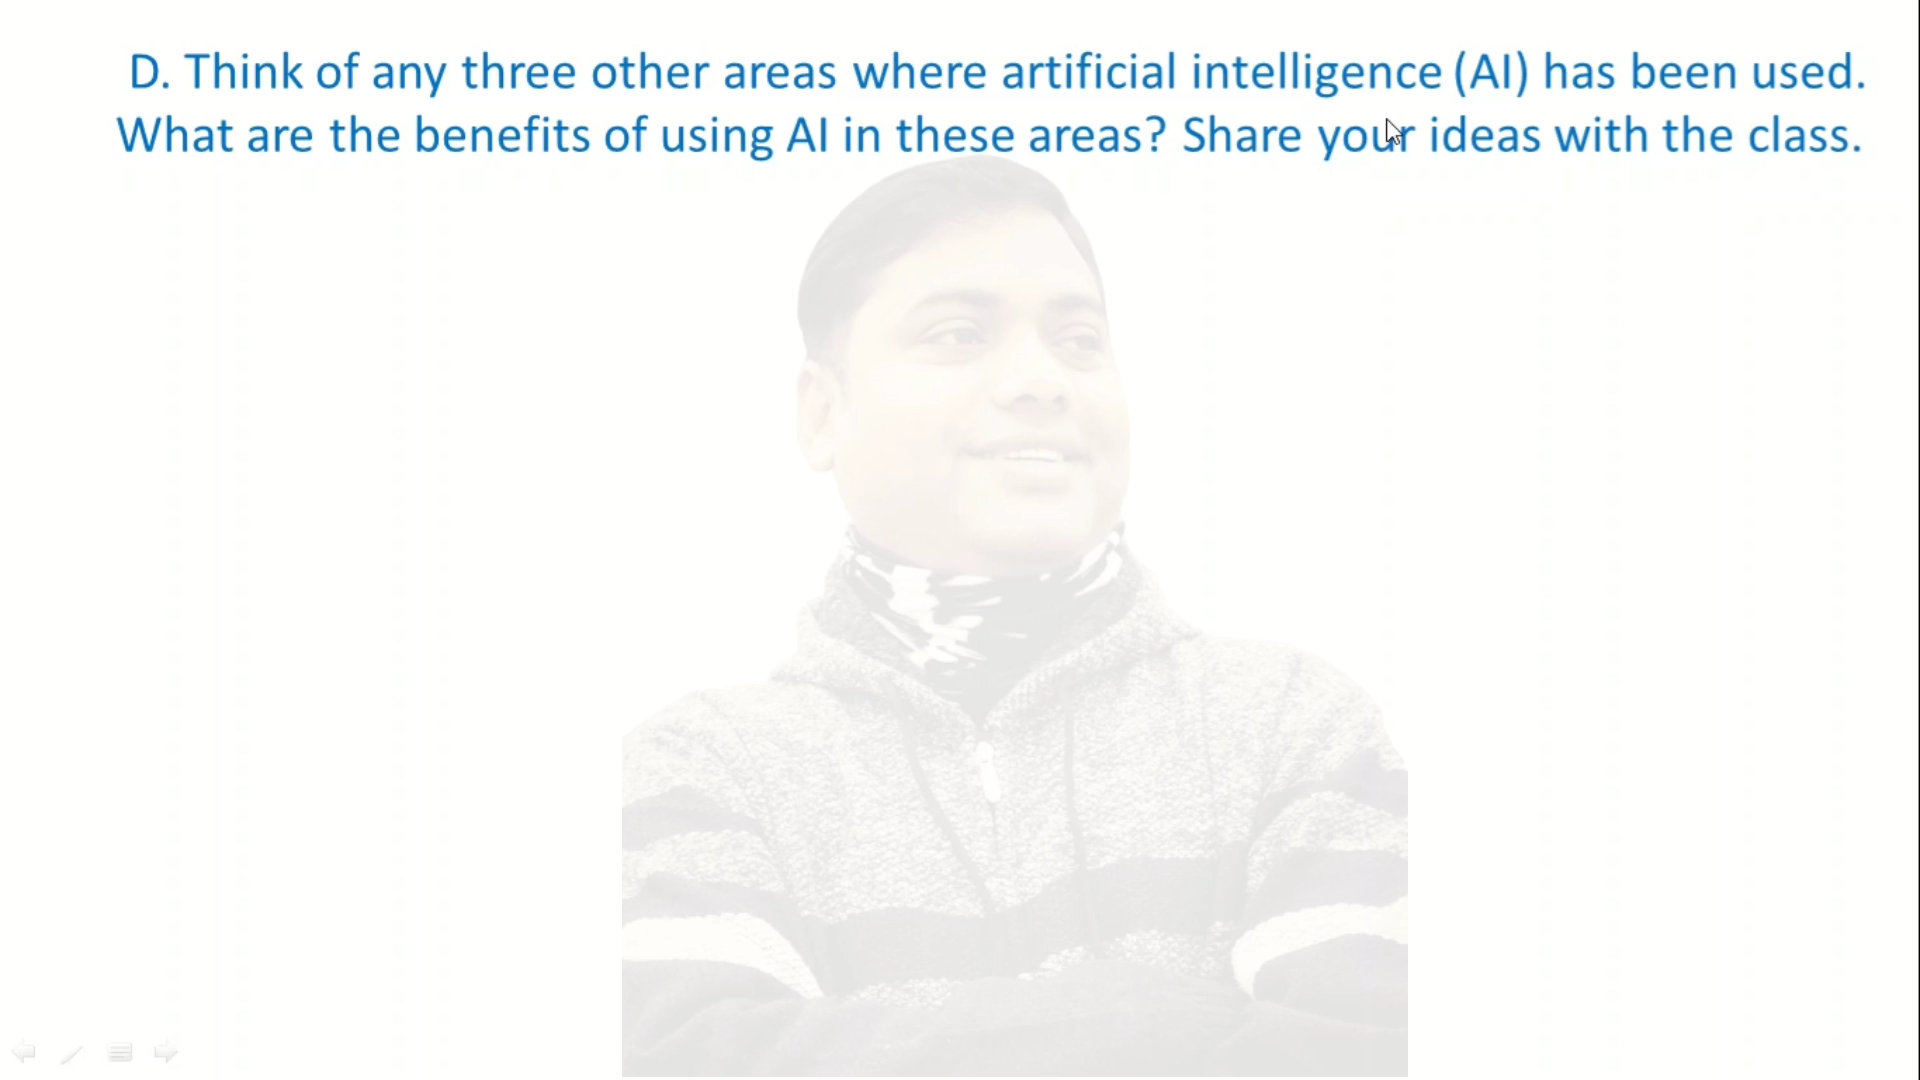 D. Think of any three other areas where artificial intelligence (AI) has been used.
What are the benefits of using AI in these areas? Share your ideas with the class.